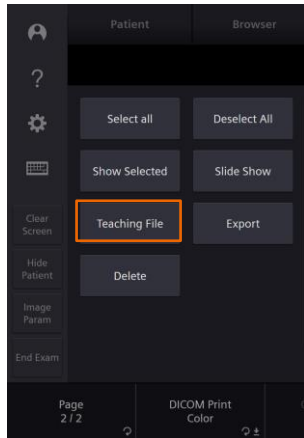 Patient
Browser
?
Select all
Deselect All
Show Selected
Slide Show
Teaching File
Export
Delete
Clear
Screen
Hide
Patient
Image
Param
End Exam
Page
2 / 2
DICOM Print
Color